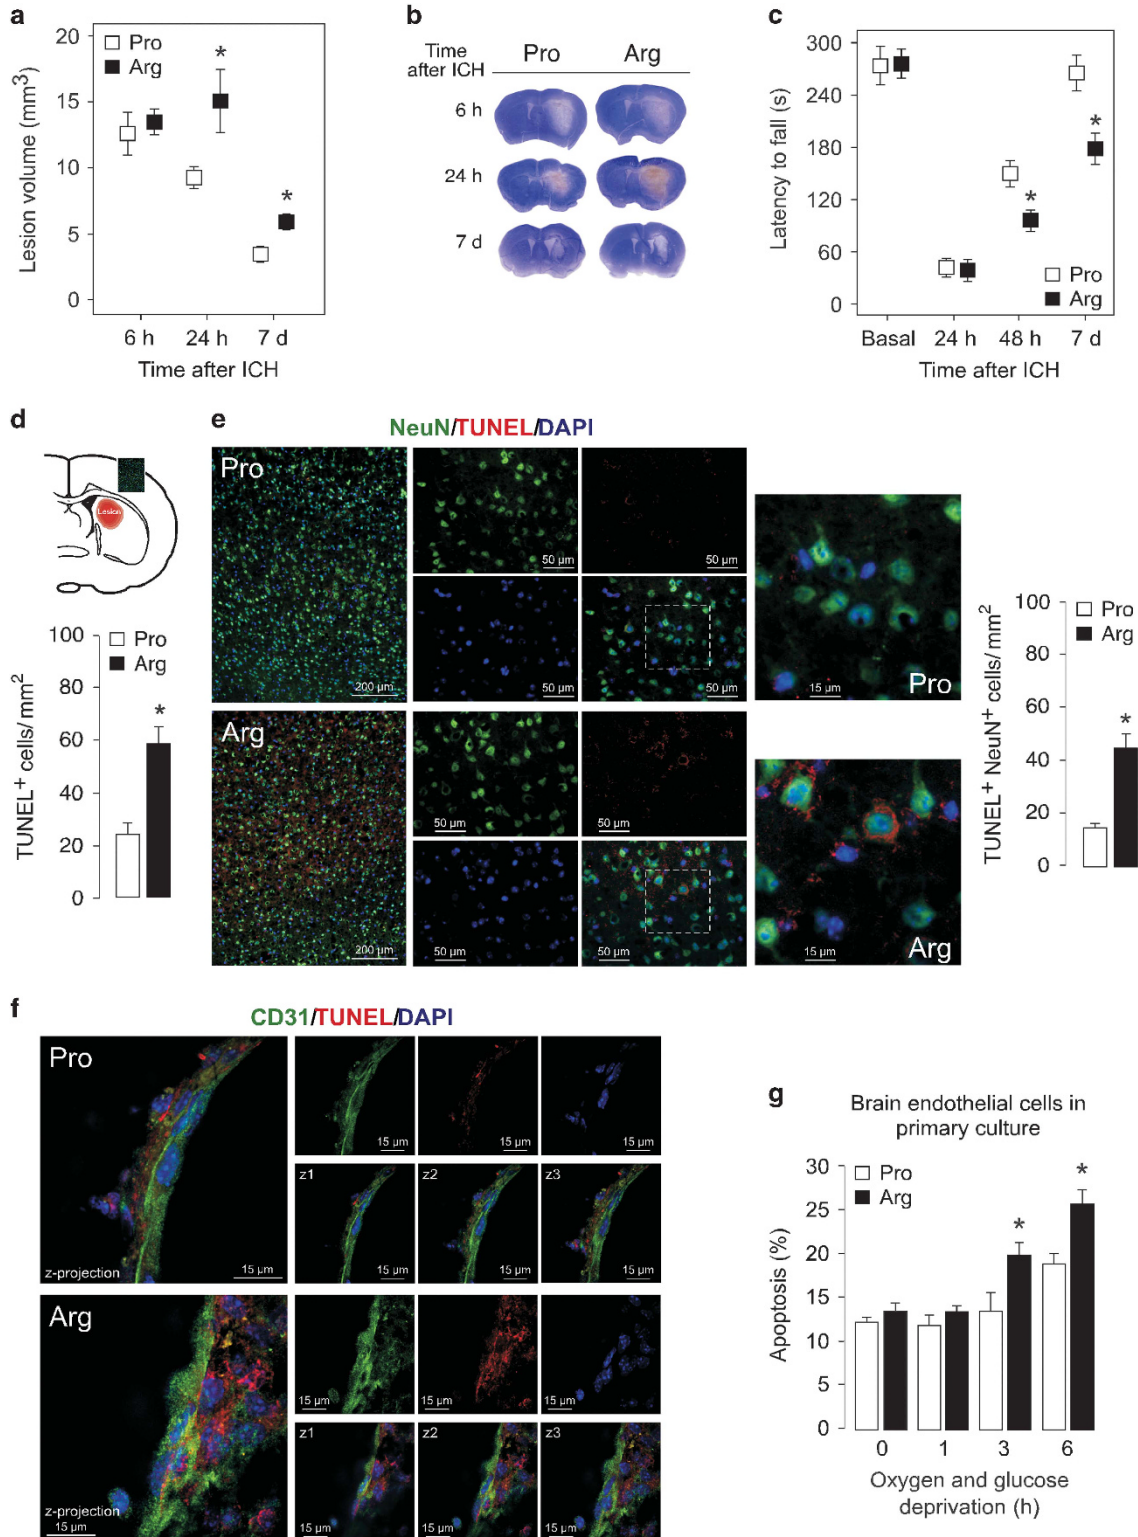 a
20
15
10
5
0
Lesion volume (mm³)
Pro
Arg
*
*
6 h
24 h
7 d
Time after ICH
b
Time
after ICH
Pro
Arg
6 h
24 h
7 d
c
300
240
180
120
60
0
Latency to fall (s)
*
*
Pro
Arg
Basal
24 h
48 h
7 d
Time after ICH
d
Lesion
100
80
60
40
20
0
TUNEL⁺ cells/mm²
Pro
Arg
*
e
NeuN/TUNEL/DAPI
Pro
200 µm
50 µm
50 µm
50 µm
50 µm
15 µm
Pro
Arg
200 µm
50 µm
50 µm
50 µm
50 µm
15 µm
Arg
100
80
60
40
20
0
TUNEL⁺ NeuN⁺ cells/mm²
Pro
Arg
*
f
CD31/TUNEL/DAPI
Pro
z-projection
15 µm
15 µm
15 µm
15 µm
z1
z2
z3
15 µm
15 µm
15 µm
Arg
z-projection
15 µm
15 µm
15 µm
15 µm
z1
z2
z3
15 µm
15 µm
15 µm
g
Brain endothelial cells in
primary culture
30
25
20
15
10
5
0
Apoptosis (%)
Pro
Arg
*
*
0
1
3
6
Oxygen and glucose
deprivation (h)